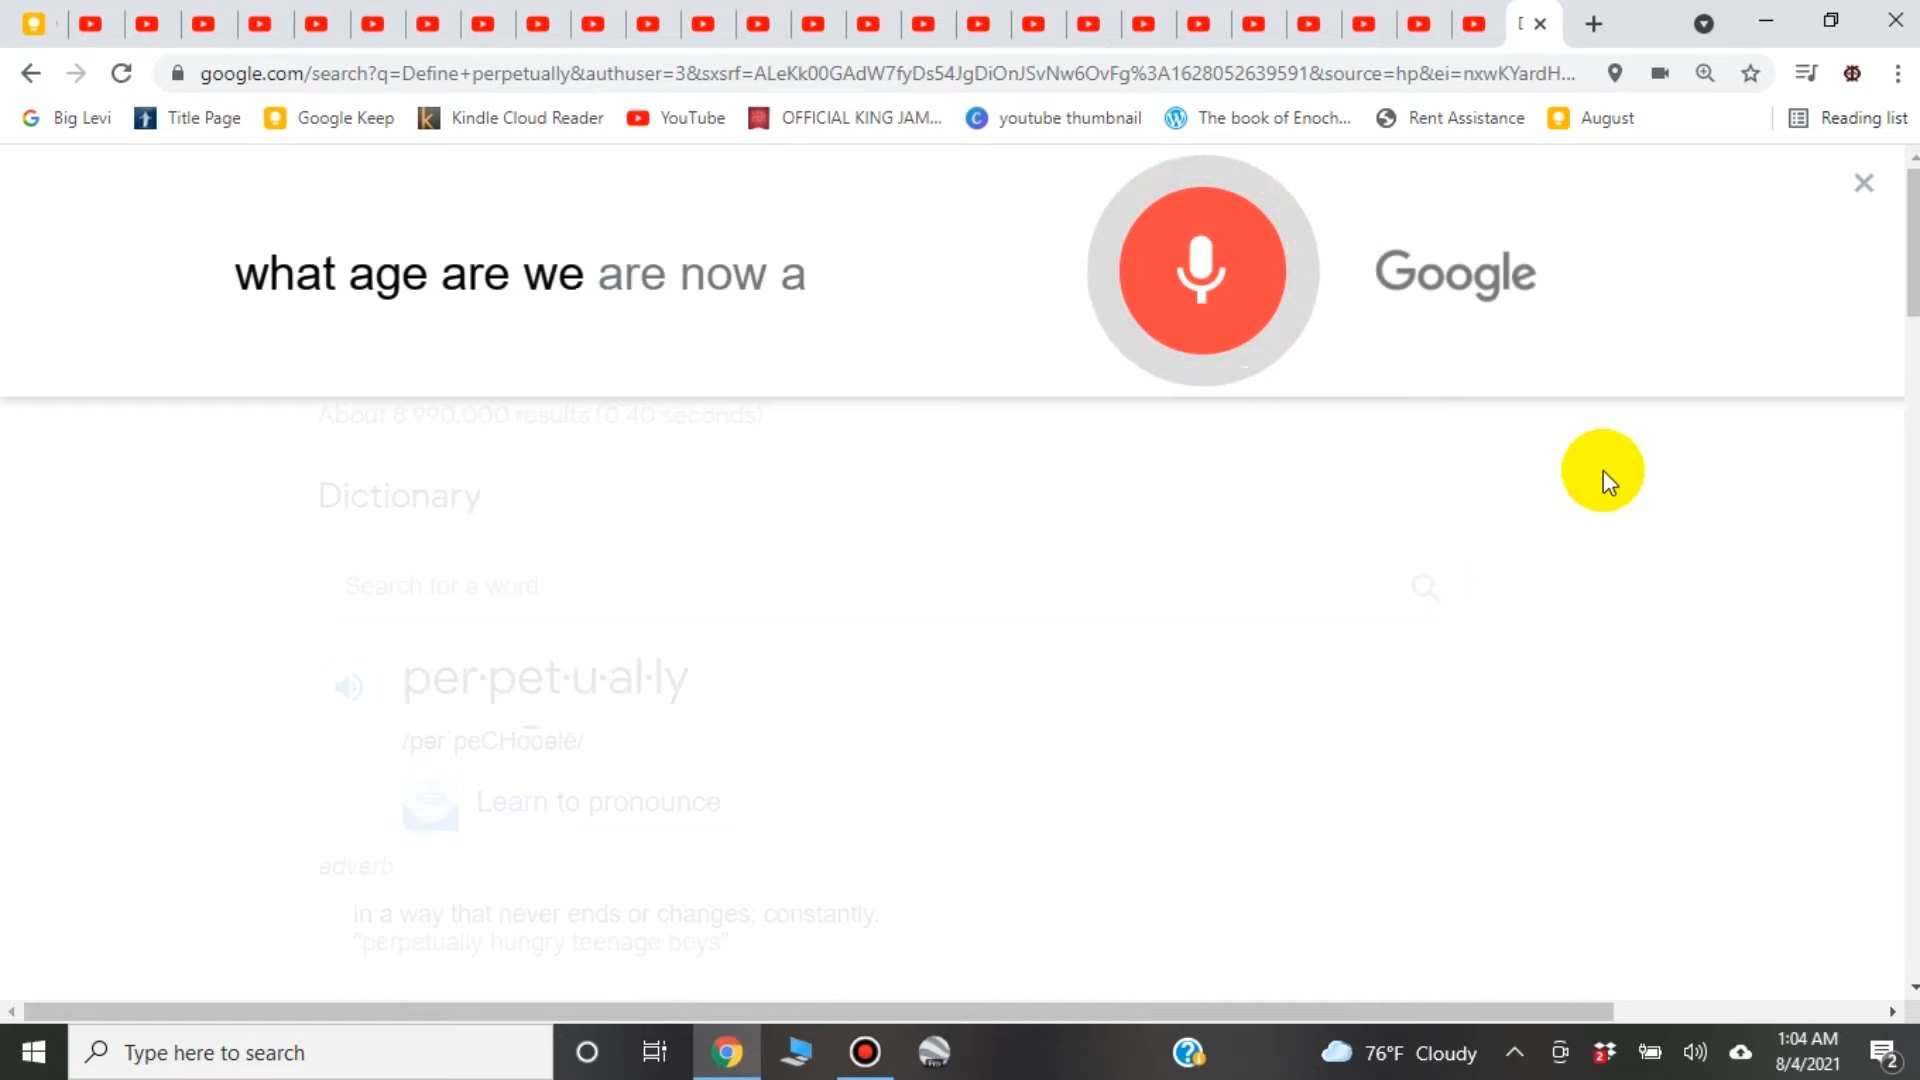 google.com/search?q=Define+perpetually&authuser=3&sxsrf=ALeKk00GAdW7fyDs54JgDiOnJSvNw6OvFg%3A1628052639591&source=hp&ei=nxwKYardH...
Big Levi Title Page Google Keep Kindle Cloud Reader YouTube OFFICIAL KING JAM... youtube thumbnail The book of Enoch... Rent Assistance August Reading list
what age are we are now a
Google
About 8,990,000 results (0.40 seconds)
Dictionary
Search for a word
per·pet·u·al·ly
/pərˈpeCHo͞oəlē/
Learn to pronounce
adverb
in a way that never ends or changes; constantly.
"perpetually hungry teenage boys"
Type here to search
76°F Cloudy
1:04 AM
8/4/2021
2
2